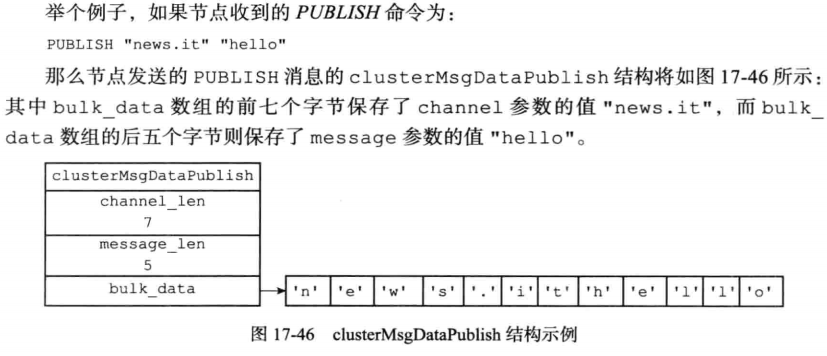 举个例子，如果节点收到的 PUBLISH 命令为：
PUBLISH "news.it" "hello"
那么节点发送的 PUBLISH 消息的 clusterMsgDataPublish 结构将如图 17-46 所示：
其中 bulk_data 数组的前七个字节保存了 channel 参数的值 "news.it"，而 bulk_
data 数组的后五个字节则保存了 message 参数的值 "hello"。
clusterMsgDataPublish
channel_len
7
message_len
5
bulk_data
'n' 'e' 'w' 's' '.' 'i' 't' 'h' 'e' 'l' 'l' 'o'
图 17-46 clusterMsgDataPublish 结构示例